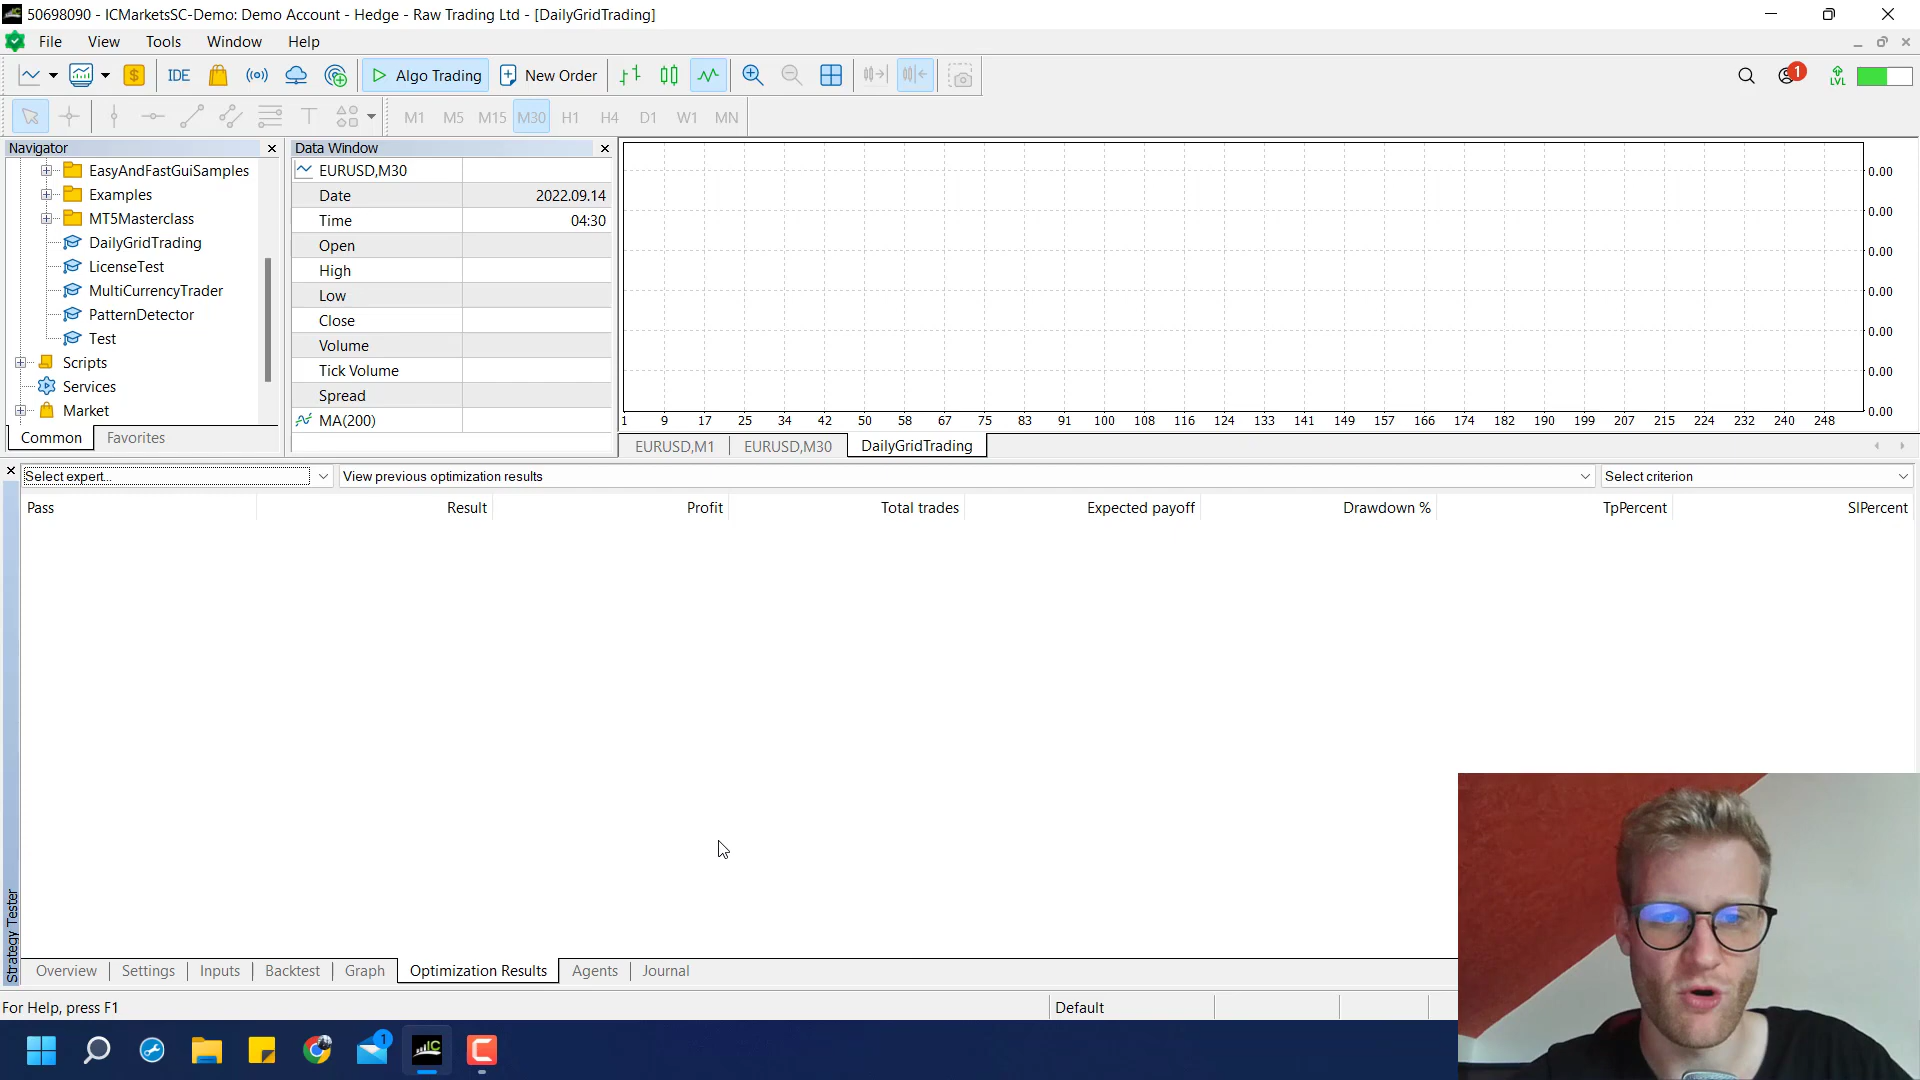 50698090 - ICMarketsSC-Demo: Demo Account - Hedge - Raw Trading Ltd - [DailyGridTrading]
File View Tools Window Help
IDE Algo Trading New Order 1 LVL
M1 M5 M15 M30 H1 H4 D1 W1 MN
Navigator
EasyAndFastGuiSamples
Examples
MT5Masterclass
DailyGridTrading
LicenseTest
MultiCurrencyTrader
PatternDetector
Test
Scripts
Services
Market
Common Favorites
Data Window
EURUSD,M30
Date 2022.09.14
Time 04:30
Open
High
Low
Close
Volume
Tick Volume
Spread
MA(200)
0.00
0.00
0.00
0.00
0.00
0.00
0.00
1 9 17 25 34 42 50 58 67 75 83 91 100 108 116 124 133 141 149 157 166 174 182 190 199 207 215 224 232 240 248
EURUSD,M1 EURUSD,M30 DailyGridTrading
Select expert... View previous optimization results Select criterion
Pass Result Profit Total trades Expected payoff Drawdown % TpPercent SlPercent
Strategy Tester
Overview Settings Inputs Backtest Graph Optimization Results Agents Journal
For Help, press F1 Default
1
IC